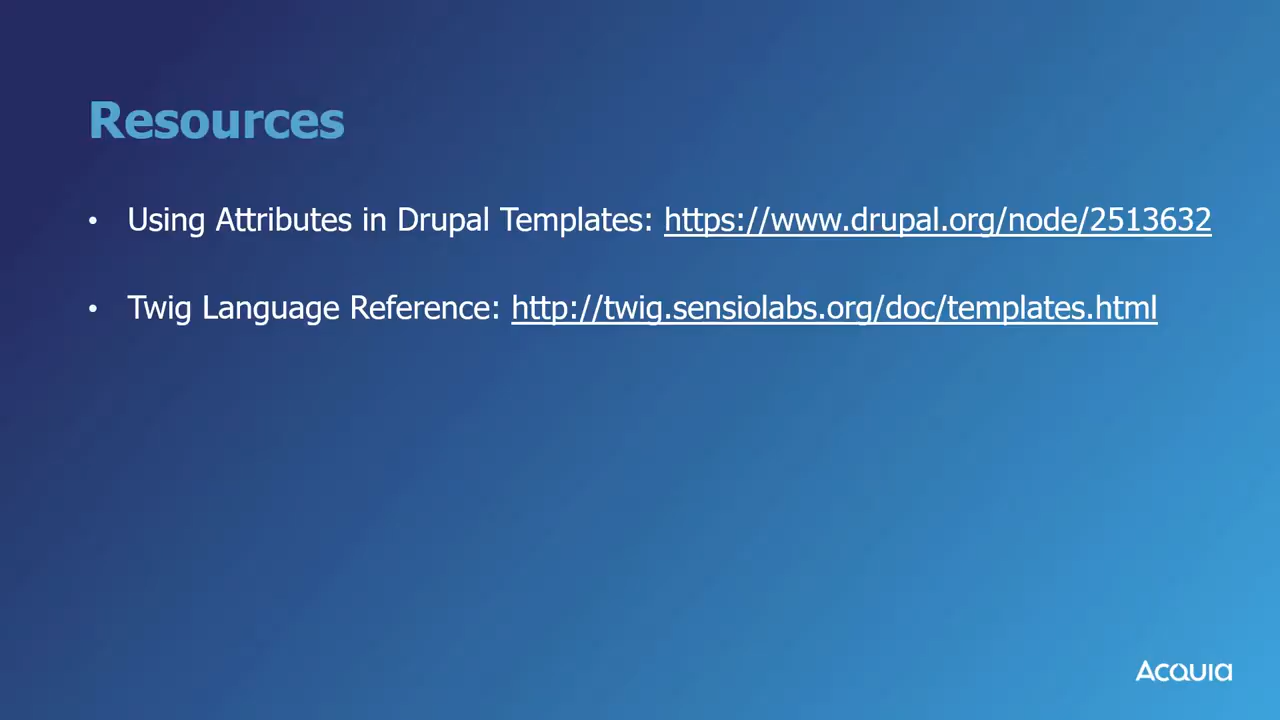 Resources
• Using Attributes in Drupal Templates: https://www.drupal.org/node/2513632
• Twig Language Reference: http://twig.sensiolabs.org/doc/templates.html
Acquia